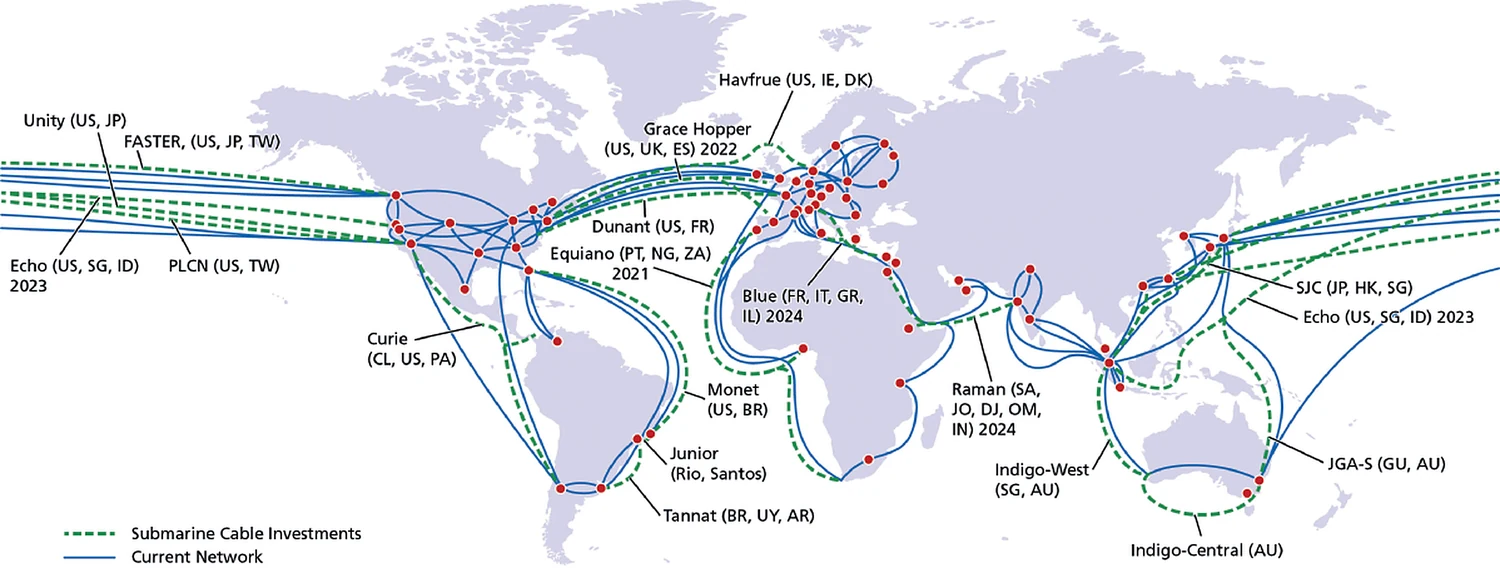 Havfrue (US, IE, DK)
Unity (US, JP)
FASTER, (US, JP, TW)
Grace Hopper
(US, UK, ES) 2022
Dunant (US, FR)
Equiano (PT, NG, ZA)
2021
Echo (US, SG, ID)
2023
PLCN (US, TW)
Blue (FR, IT, GR,
IL) 2024
SJC (JP, HK, SG)
Echo (US, SG, ID) 2023
Curie
(CL, US, PA)
Monet
(US, BR)
Raman (SA,
JO, DJ, OM,
IN) 2024
Junior
(Rio, Santos)
Indigo-West
(SG, AU)
JGA-S (GU, AU)
Tannat (BR, UY, AR)
Indigo-Central (AU)
Submarine Cable Investments
Current Network